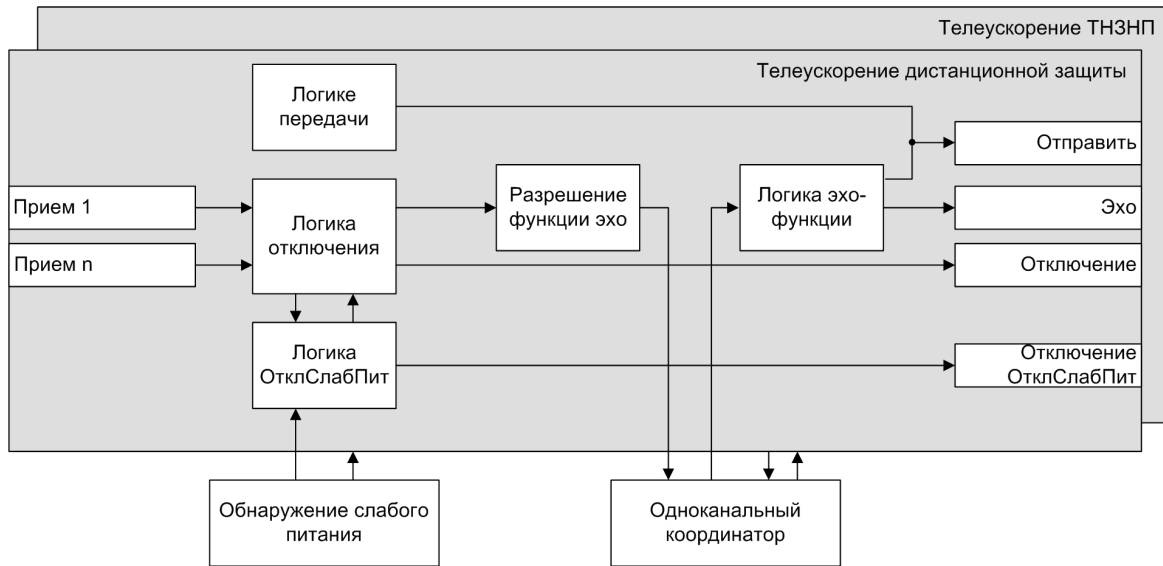 Телеускорение ТНЗНП
Телеускорение дистанционной защиты
Логике
передачи
Отправить
Прием 1
Логика
отключения
Разрешение
функции эхо
Логика эхо-
функции
Эхо
Прием n
Отключение
Логика
ОтклСлабПит
Отключение
ОтклСлабПит
Обнаружение слабого
питания
Одноканальный
координатор